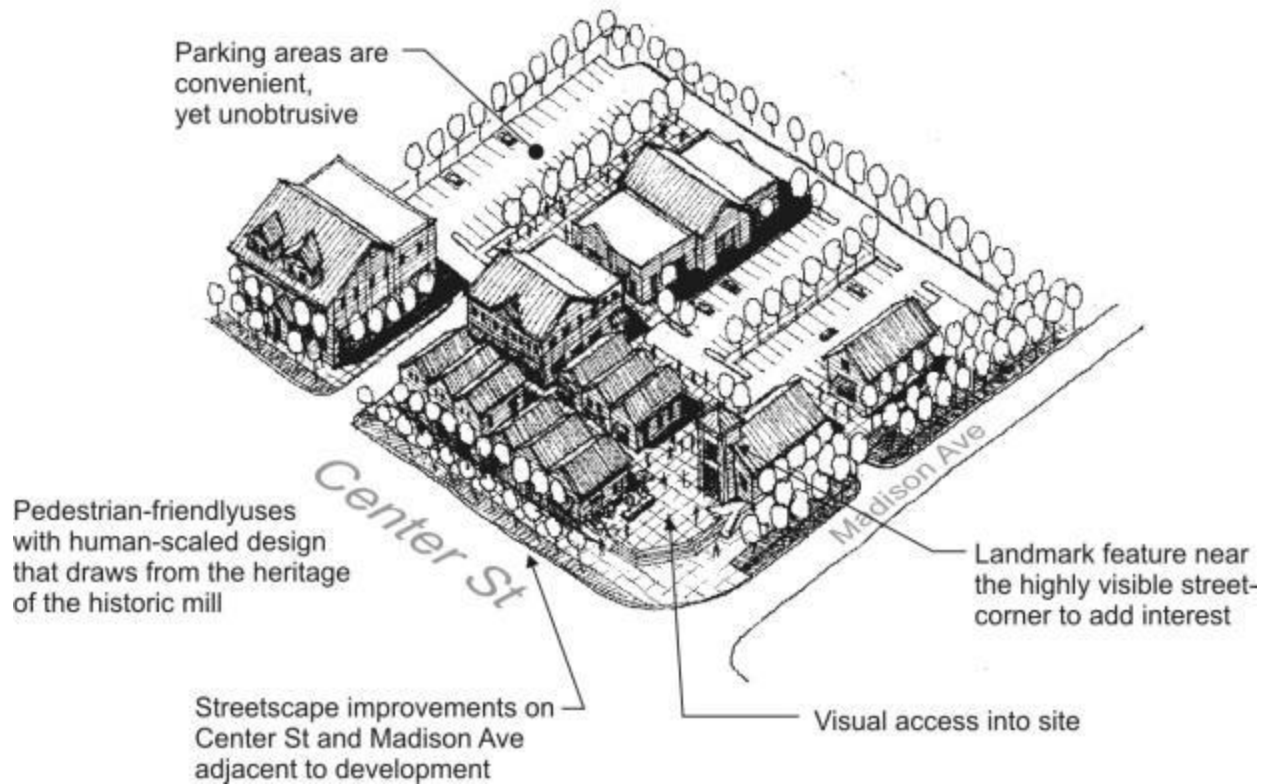 Parking areas are
convenient,
yet unobtrusive
Center St
Madison Ave
Pedestrian-friendlyuses
with human-scaled design
that draws from the heritage
of the historic mill
Landmark feature near
the highly visible street-
corner to add interest
Streetscape improvements on
Center St and Madison Ave
adjacent to development
Visual access into site